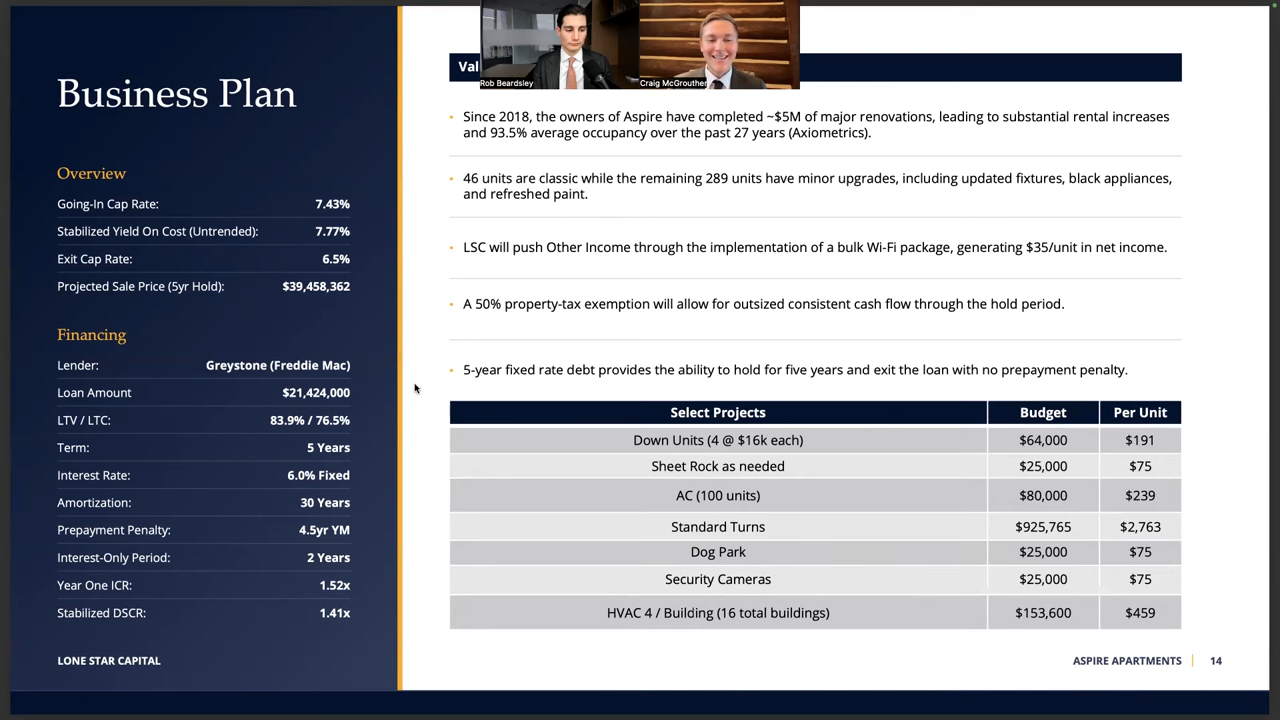 Business Plan
Overview
Going-In Cap Rate: 7.43%
Stabilized Yield On Cost (Untrended): 7.77%
Exit Cap Rate: 6.5%
Projected Sale Price (5yr Hold): $39,458,362
Financing
Lender: Greystone (Freddie Mac)
Loan Amount $21,424,000
LTV / LTC: 83.9% / 76.5%
Term: 5 Years
Interest Rate: 6.0% Fixed
Amortization: 30 Years
Prepayment Penalty: 4.5yr YM
Interest-Only Period: 2 Years
Year One ICR: 1.52x
Stabilized DSCR: 1.41x
LONE STAR CAPITAL
Val
Rob Beardsley
Craig McGrouther
• Since 2018, the owners of Aspire have completed ~$5M of major renovations, leading to substantial rental increases
and 93.5% average occupancy over the past 27 years (Axiometrics).
• 46 units are classic while the remaining 289 units have minor upgrades, including updated fixtures, black appliances,
and refreshed paint.
• LSC will push Other Income through the implementation of a bulk Wi-Fi package, generating $35/unit in net income.
• A 50% property-tax exemption will allow for outsized consistent cash flow through the hold period.
• 5-year fixed rate debt provides the ability to hold for five years and exit the loan with no prepayment penalty.
Select Projects Budget Per Unit
Down Units (4 @ $16k each) $64,000 $191
Sheet Rock as needed $25,000 $75
AC (100 units) $80,000 $239
Standard Turns $925,765 $2,763
Dog Park $25,000 $75
Security Cameras $25,000 $75
HVAC 4 / Building (16 total buildings) $153,600 $459
ASPIRE APARTMENTS | 14